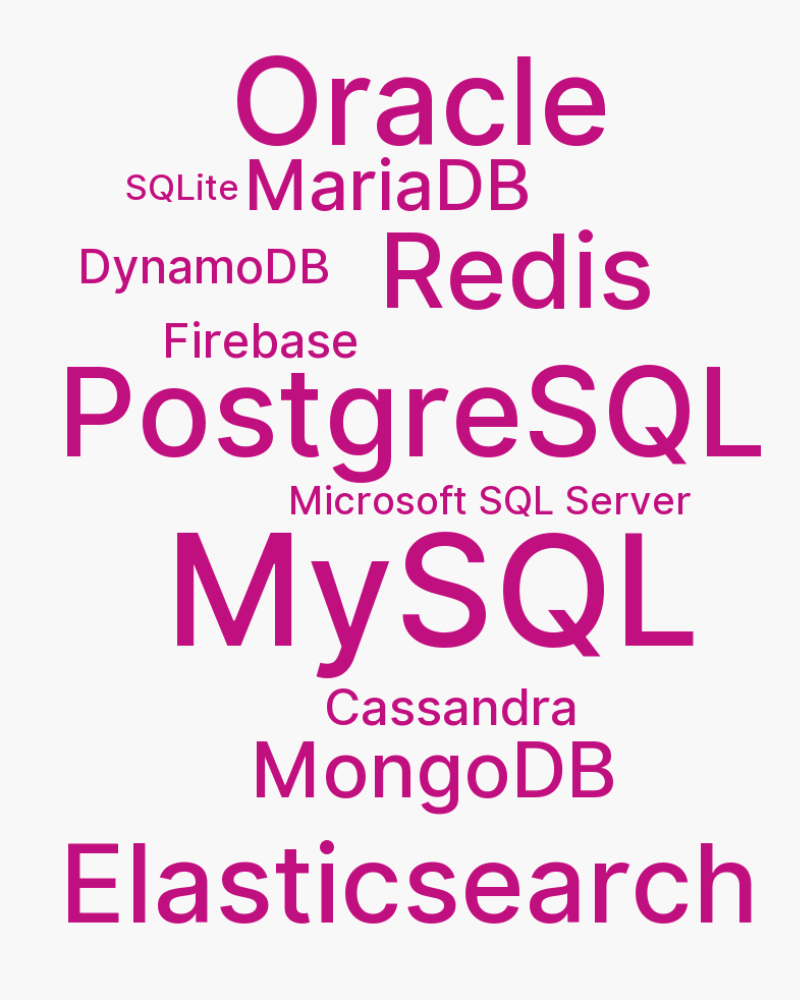 Oracle
SQLite MariaDB
DynamoDB Redis
Firebase
PostgreSQL
Microsoft SQL Server
MySQL
Cassandra
MongoDB
Elasticsearch